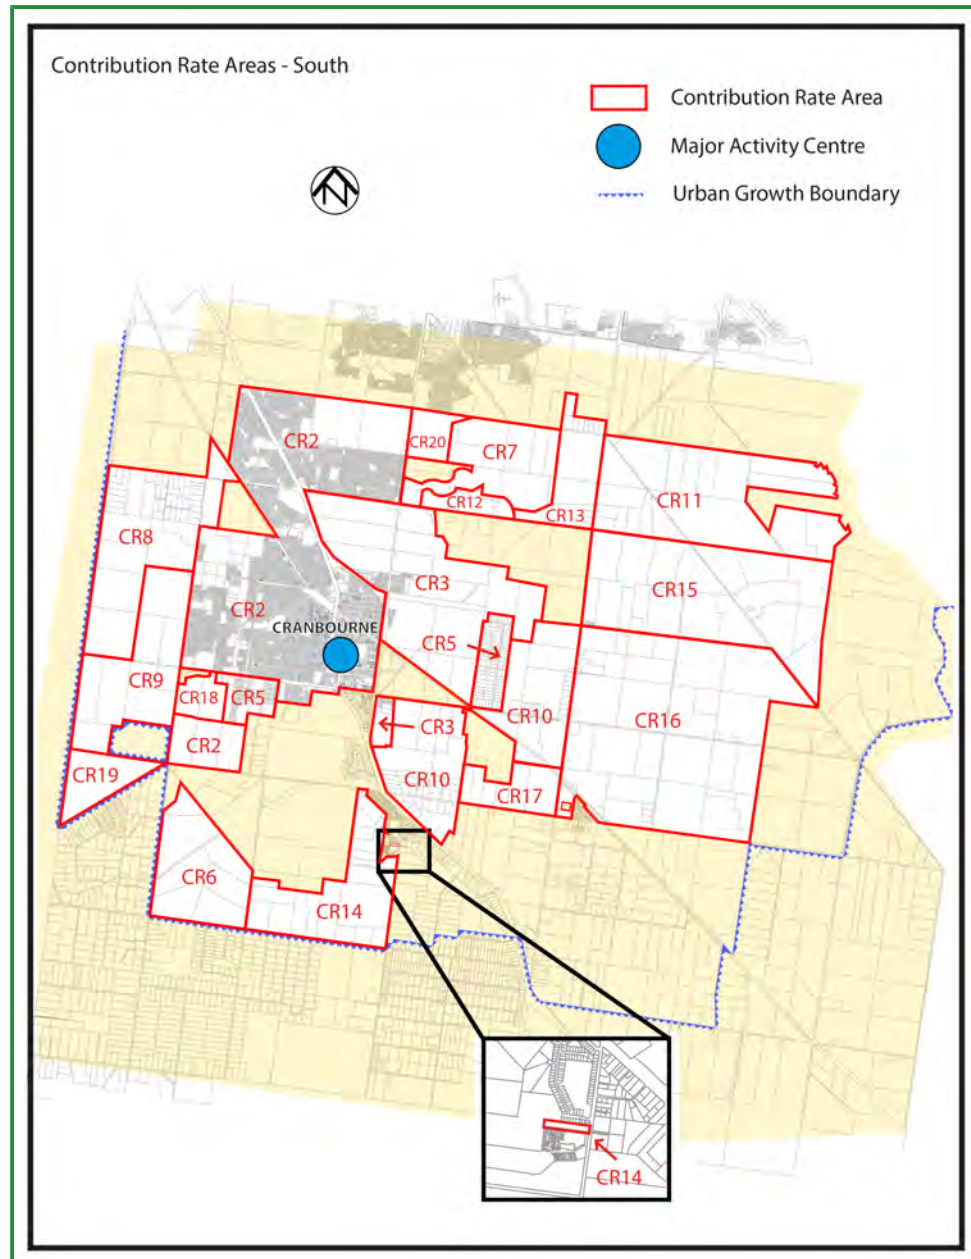 Contribution Rate Areas - South
Contribution Rate Area
Major Activity Centre
Urban Growth Boundary
N
CR2
CR20
CR7
CR11
CR12
CR13
CR8
CR3
CR15
CR2
CRANBOURNE
CR5
CR9
CR18
CR5
CR10
CR16
CR2
CR3
CR19
CR10
CR17
CR6
CR14
CR14